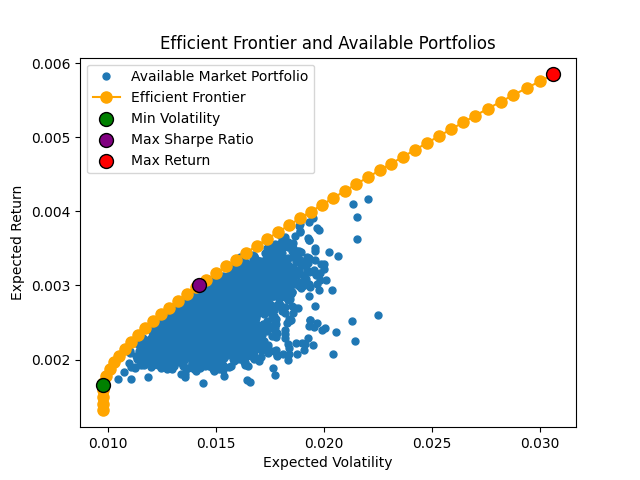 Efficient Frontier and Available Portfolios
Available Market Portfolio
Efficient Frontier
Min Volatility
Max Sharpe Ratio
Max Return
Expected Return
0.006
0.005
0.004
0.003
0.002
0.010 0.015 0.020 0.025 0.030
Expected Volatility